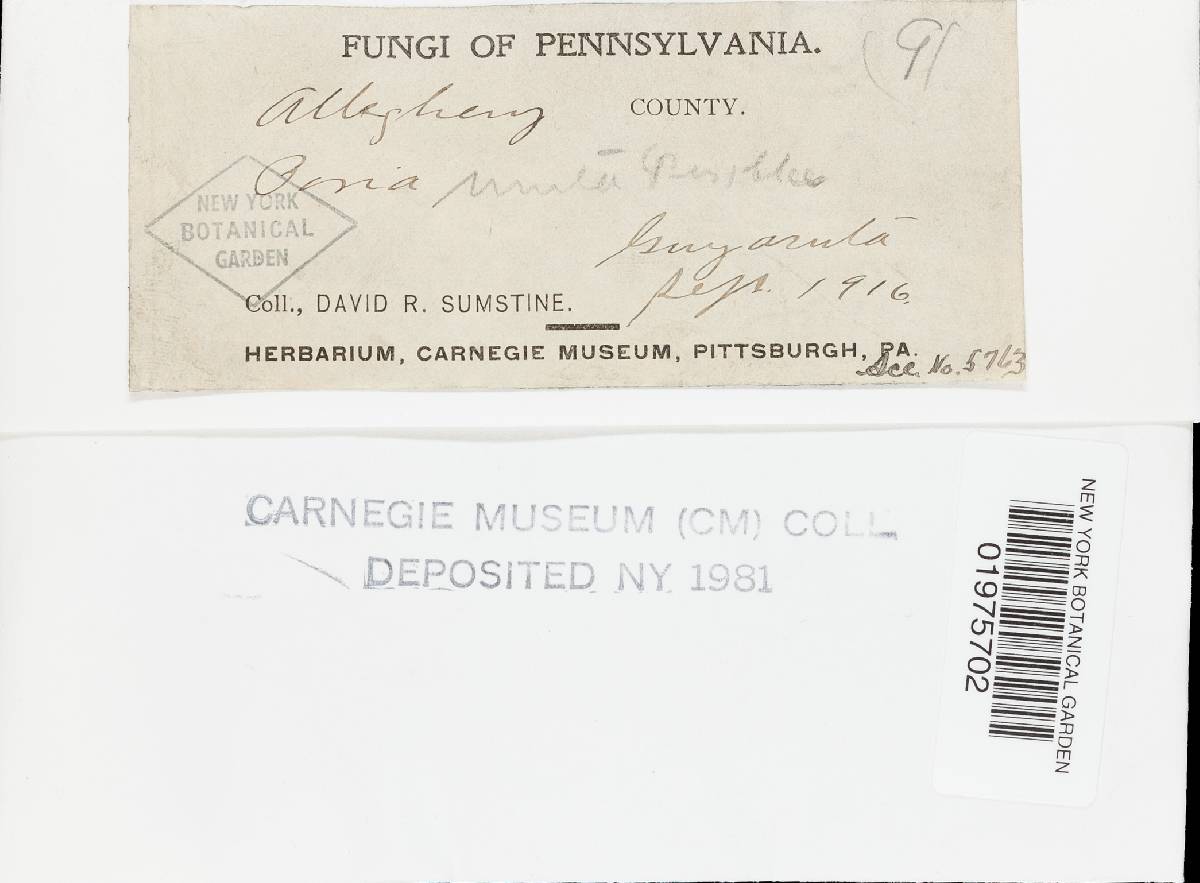 FUNGI OF PENNSYLVANIA.
91
Allegheny COUNTY.
Poria
NEW YORK
BOTANICAL
GARDEN
Sept. 1916.
Coll., DAVID R. SUMSTINE.
HERBARIUM, CARNEGIE MUSEUM, PITTSBURGH, PA.
Acc. No. 5763
CARNEGIE MUSEUM (CM) COLL
DEPOSITED NY 1981
NEW YORK BOTANICAL GARDEN
01975702